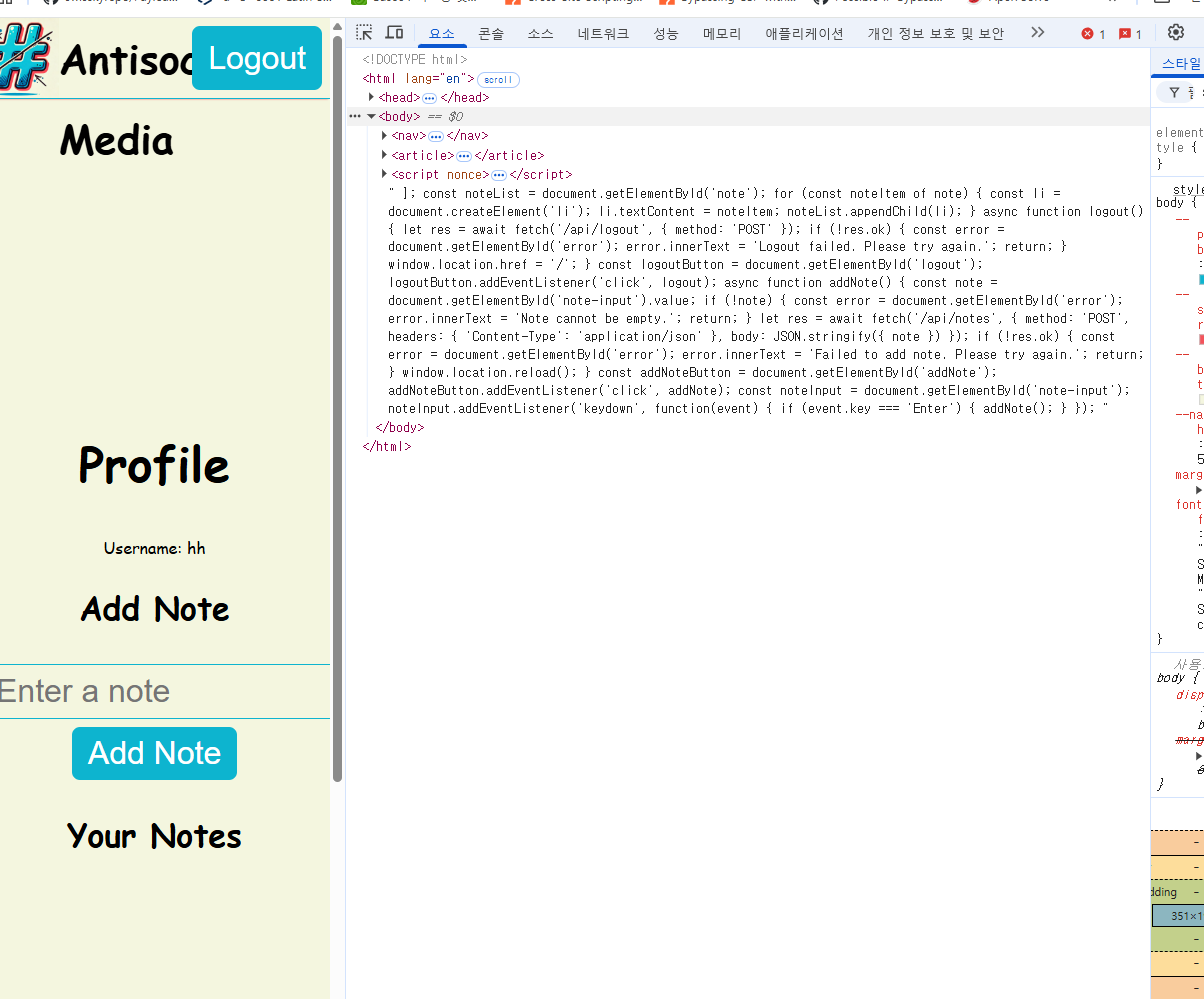 Antisoc
Logout
Media
Profile
Username: hh
Add Note
Enter a note
Add Note
Your Notes
요소 콘솔 소스 네트워크 성능 메모리 애플리케이션 개인 정보 보호 및 보안 1 1
<!DOCTYPE html>
<html lang="en"> scroll
<head> ⋯ </head>
⋯ <body> == $0
<nav> ⋯ </nav>
<article> ⋯ </article>
<script nonce> ⋯ </script>
" ]; const noteList = document.getElementById('note'); for (const noteItem of note) { const li =
document.createElement('li'); li.textContent = noteItem; noteList.appendChild(li); } async function logout()
{ let res = await fetch('/api/logout', { method: 'POST' }); if (!res.ok) { const error =
document.getElementById('error'); error.innerText = 'Logout failed. Please try again.'; return; }
window.location.href = '/'; } const logoutButton = document.getElementById('logout');
logoutButton.addEventListener('click', logout); async function addNote() { const note =
document.getElementById('note-input').value; if (!note) { const error = document.getElementById('error');
error.innerText = 'Note cannot be empty.'; return; } let res = await fetch('/api/notes', { method: 'POST',
headers: { 'Content-Type': 'application/json' }, body: JSON.stringify({ note }) }); if (!res.ok) { const
error = document.getElementById('error'); error.innerText = 'Failed to add note. Please try again.'; return;
} window.location.reload(); } const addNoteButton = document.getElementById('addNote');
addNoteButton.addEventListener('click', addNote); const noteInput = document.getElementById('note-input');
noteInput.addEventListener('keydown', function(event) { if (event.key === 'Enter') { addNote(); } }); "
</body>
</html>
스타일
element
tyle {
}
style
body {
--
p
b
:
--
s
r
--
b
t
--na
h
:
5
marg
font
f
:
"
S
M
"
S
c
}
사용
body {
disp
:
b
marg
}
-
-
dding -
351×1
-
-
-